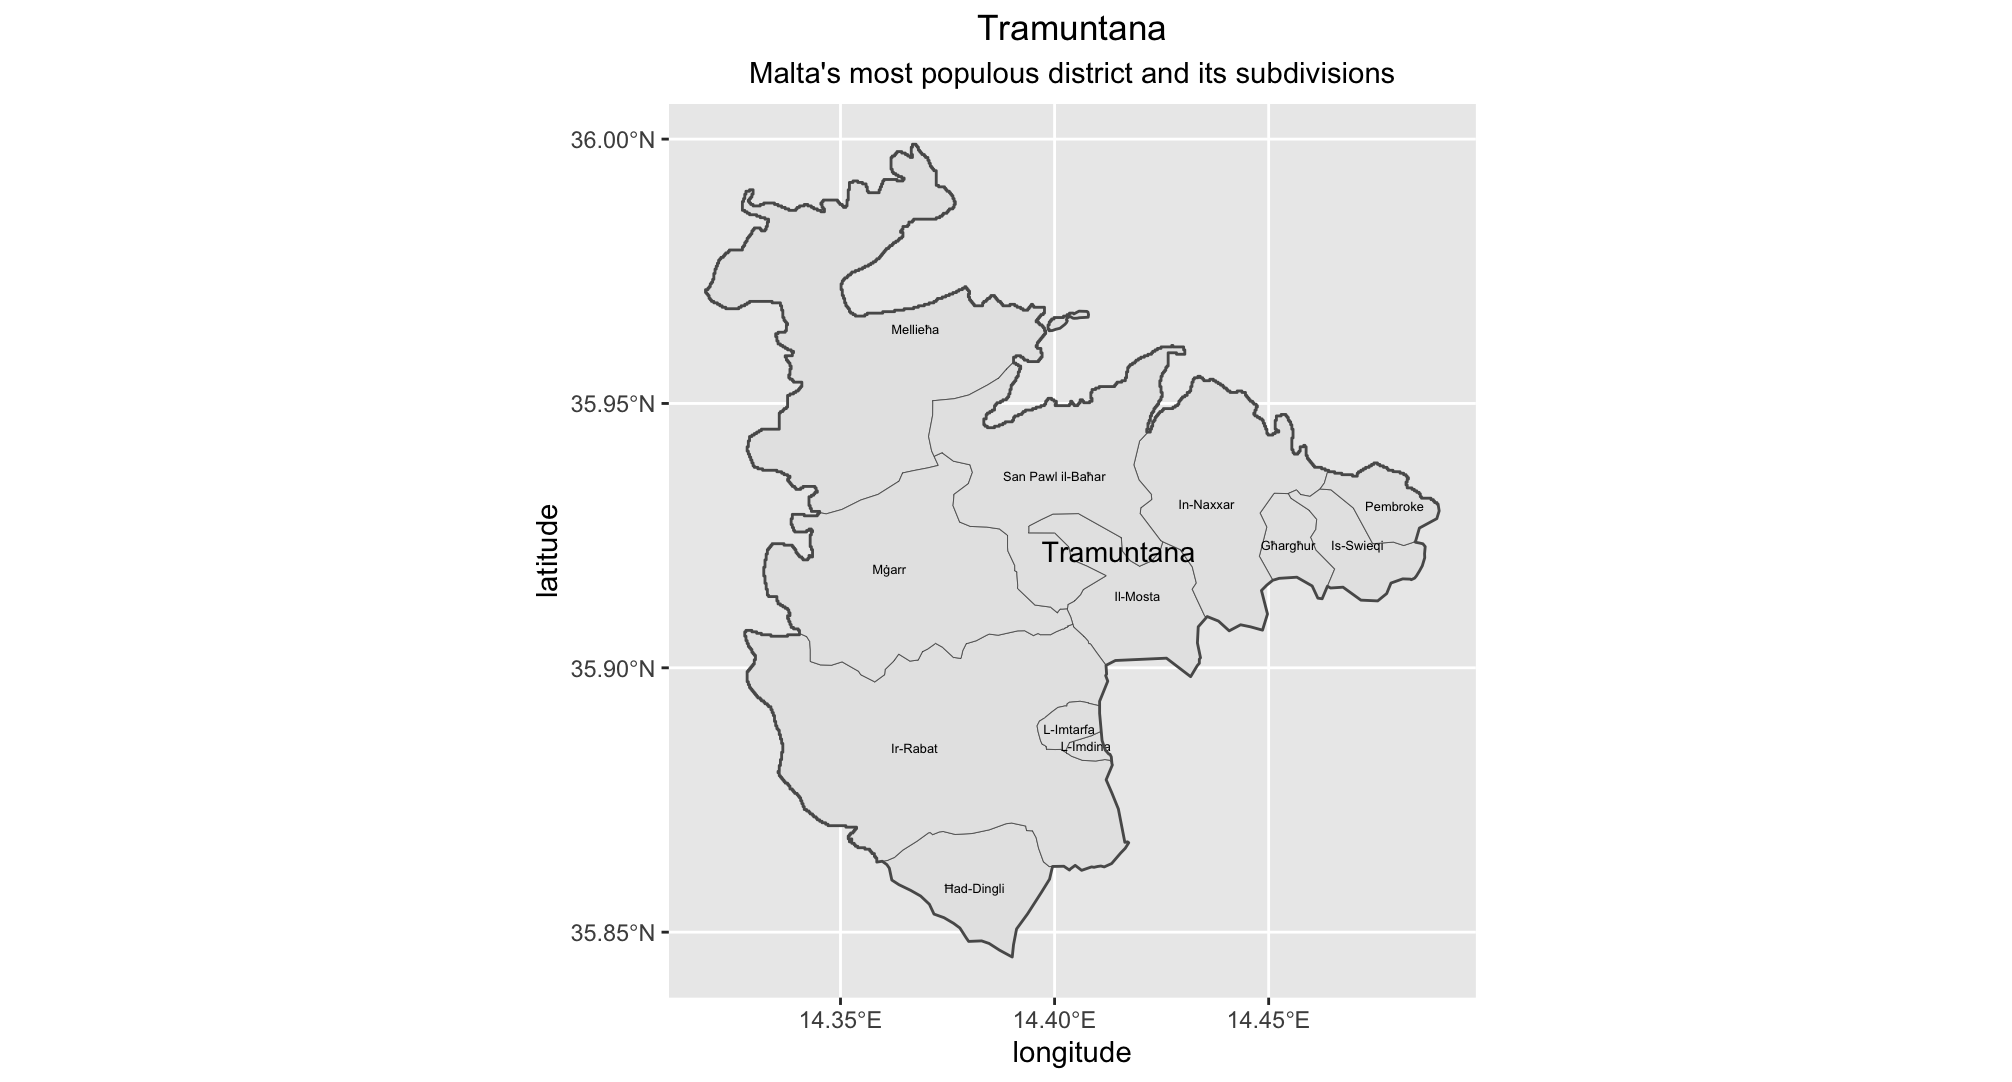 Tramuntana
Malta's most populous district and its subdivisions
latitude
36.00°N
35.95°N
35.90°N
35.85°N
Mellieħa
San Pawl il-Baħar
In-Naxxar
Pembroke
Għargħur
Is-Swieqi
Tramuntana
Mġarr
Il-Mosta
L-Imtarfa
L-Imdina
Ir-Rabat
Ħad-Dingli
14.35°E
14.40°E
14.45°E
longitude